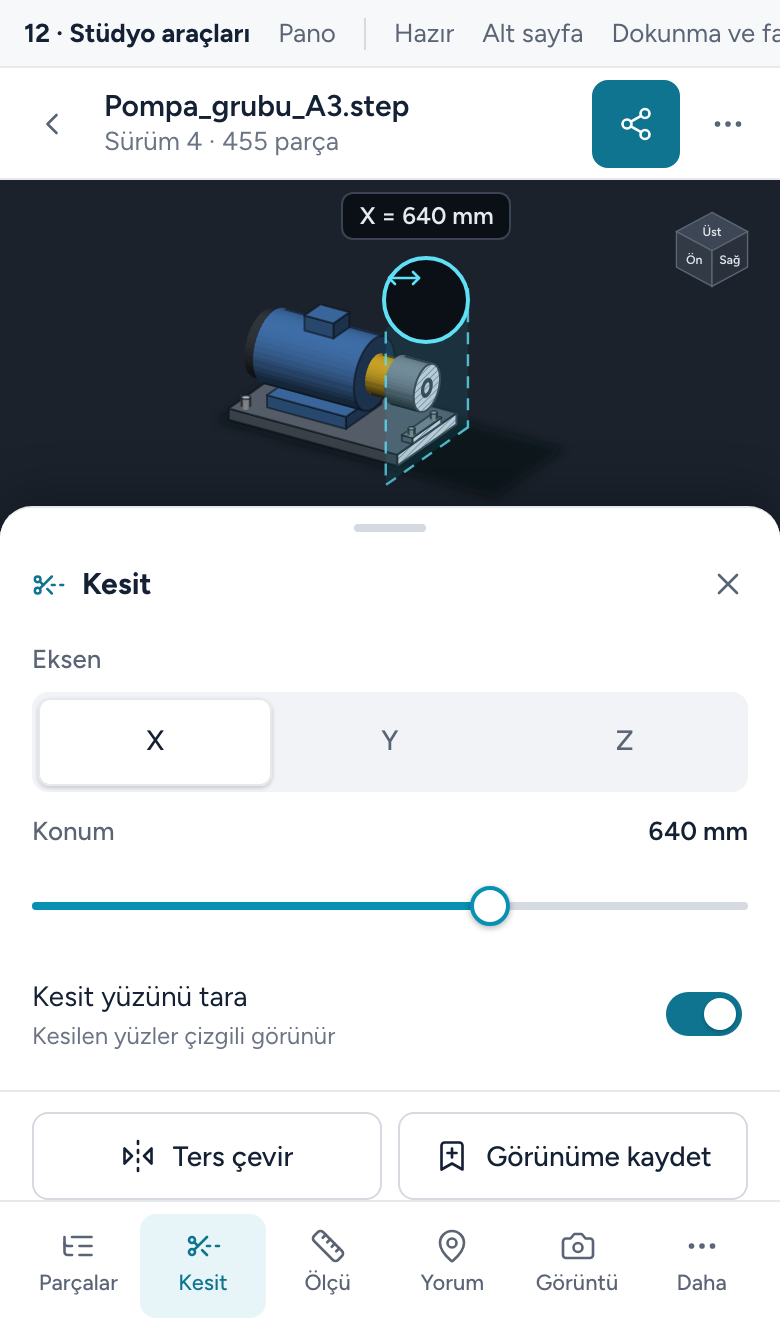 12 · Stüdyo araçları Pano Hazır Alt sayfa Dokunma ve
Pompa_grubu_A3.step
Sürüm 4 · 455 parça
X = 640 mm
Üst
Ön Sağ
Kesit
Eksen
X Y Z
Konum 640 mm
Kesit yüzünü tara
Kesilen yüzler çizgili görünür
Ters çevir Görünüme kaydet
Parçalar Kesit Ölçü Yorum Görüntü Daha